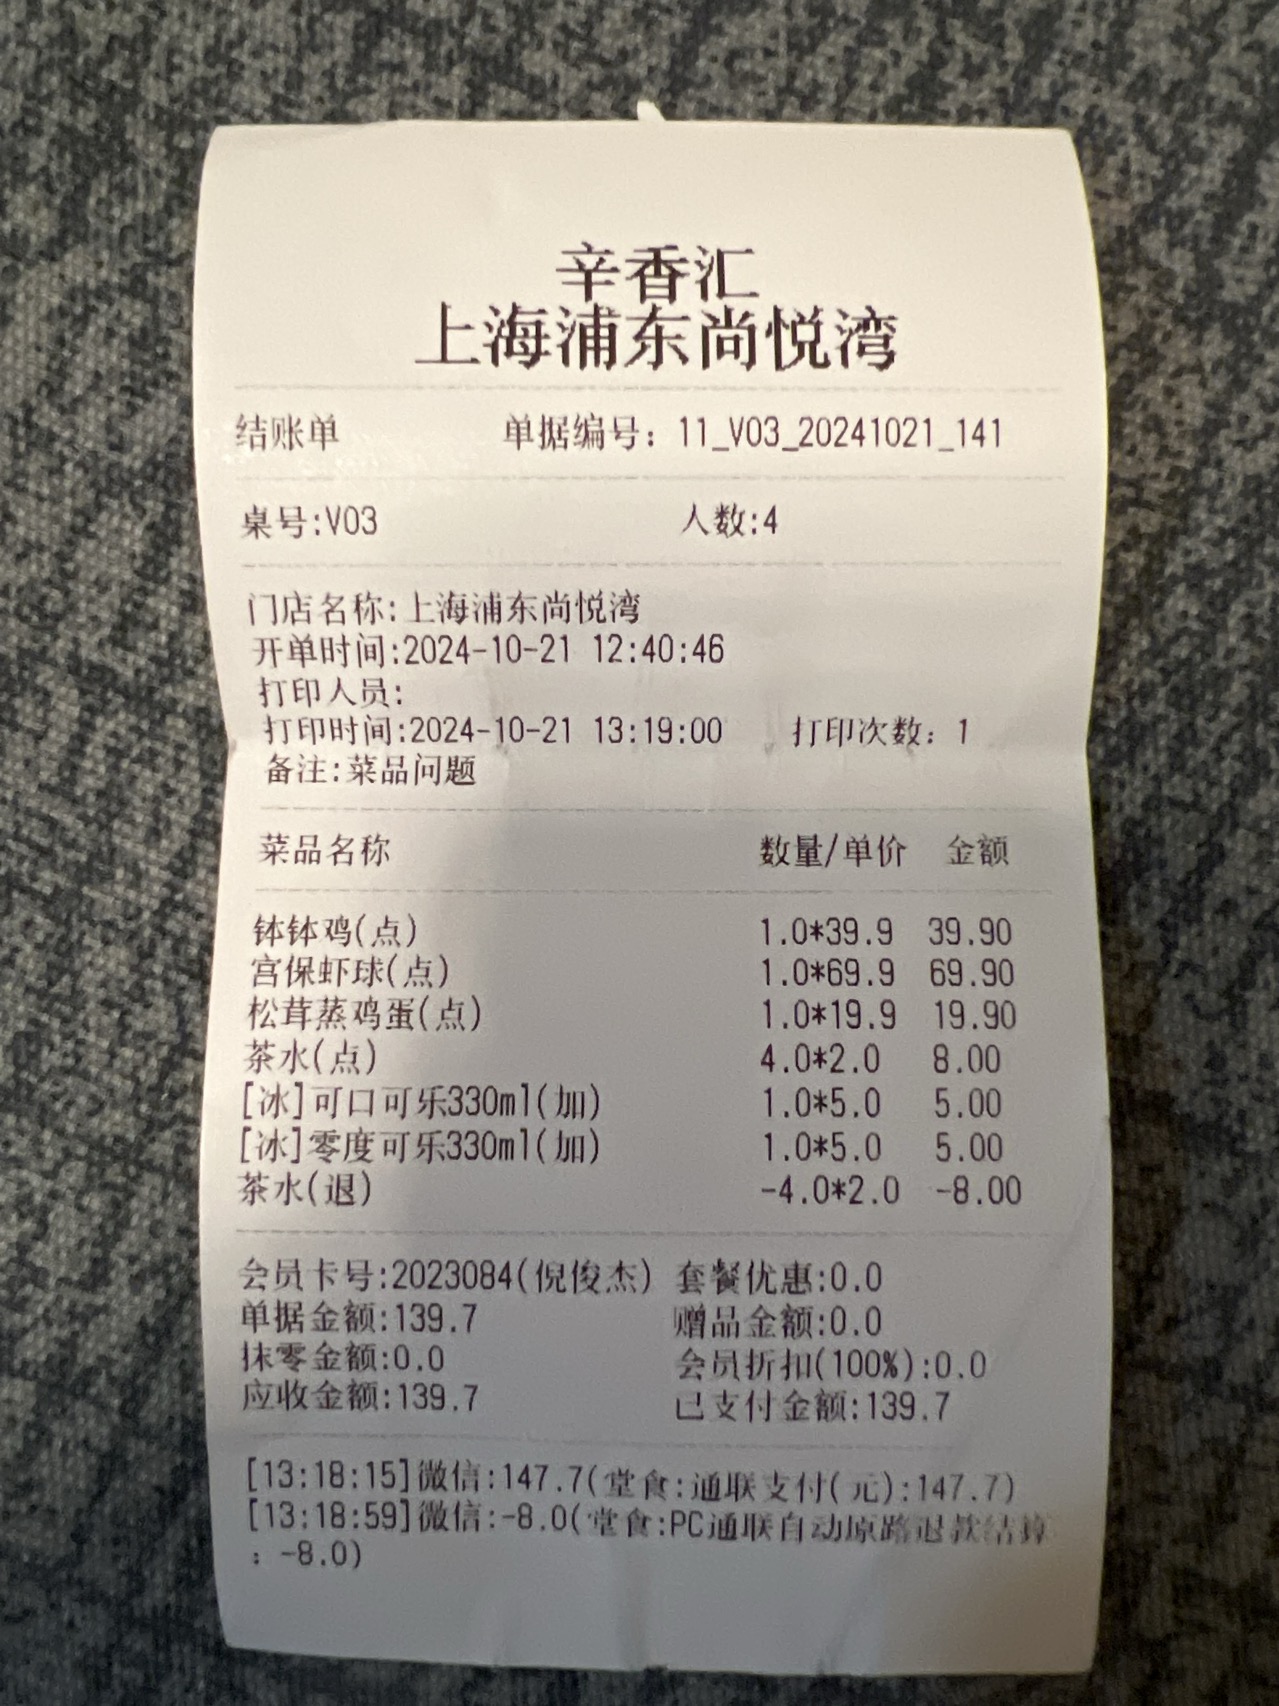 辛香汇
上海浦东尚悦湾
结账单 单据编号：11_V03_20241021_141
桌号:V03 人数:4
门店名称:上海浦东尚悦湾
开单时间:2024-10-21 12:40:46
打印人员:
打印时间:2024-10-21 13:19:00 打印次数：1
备注:菜品问题
菜品名称 数量/单价 金额
钵钵鸡(点) 1.0*39.9 39.90
宫保虾球(点) 1.0*69.9 69.90
松茸蒸鸡蛋(点) 1.0*19.9 19.90
茶水(点) 4.0*2.0 8.00
[冰]可口可乐330ml(加) 1.0*5.0 5.00
[冰]零度可乐330ml(加) 1.0*5.0 5.00
茶水(退) -4.0*2.0 -8.00
会员卡号:2023084(倪俊杰) 套餐优惠:0.0
单据金额:139.7 赠品金额:0.0
抹零金额:0.0 会员折扣(100%):0.0
应收金额:139.7 已支付金额:139.7
[13:18:15]微信:147.7(堂食:通联支付(元):147.7)
[13:18:59]微信:-8.0(堂食:PC通联自动原路退款结算
：-8.0)